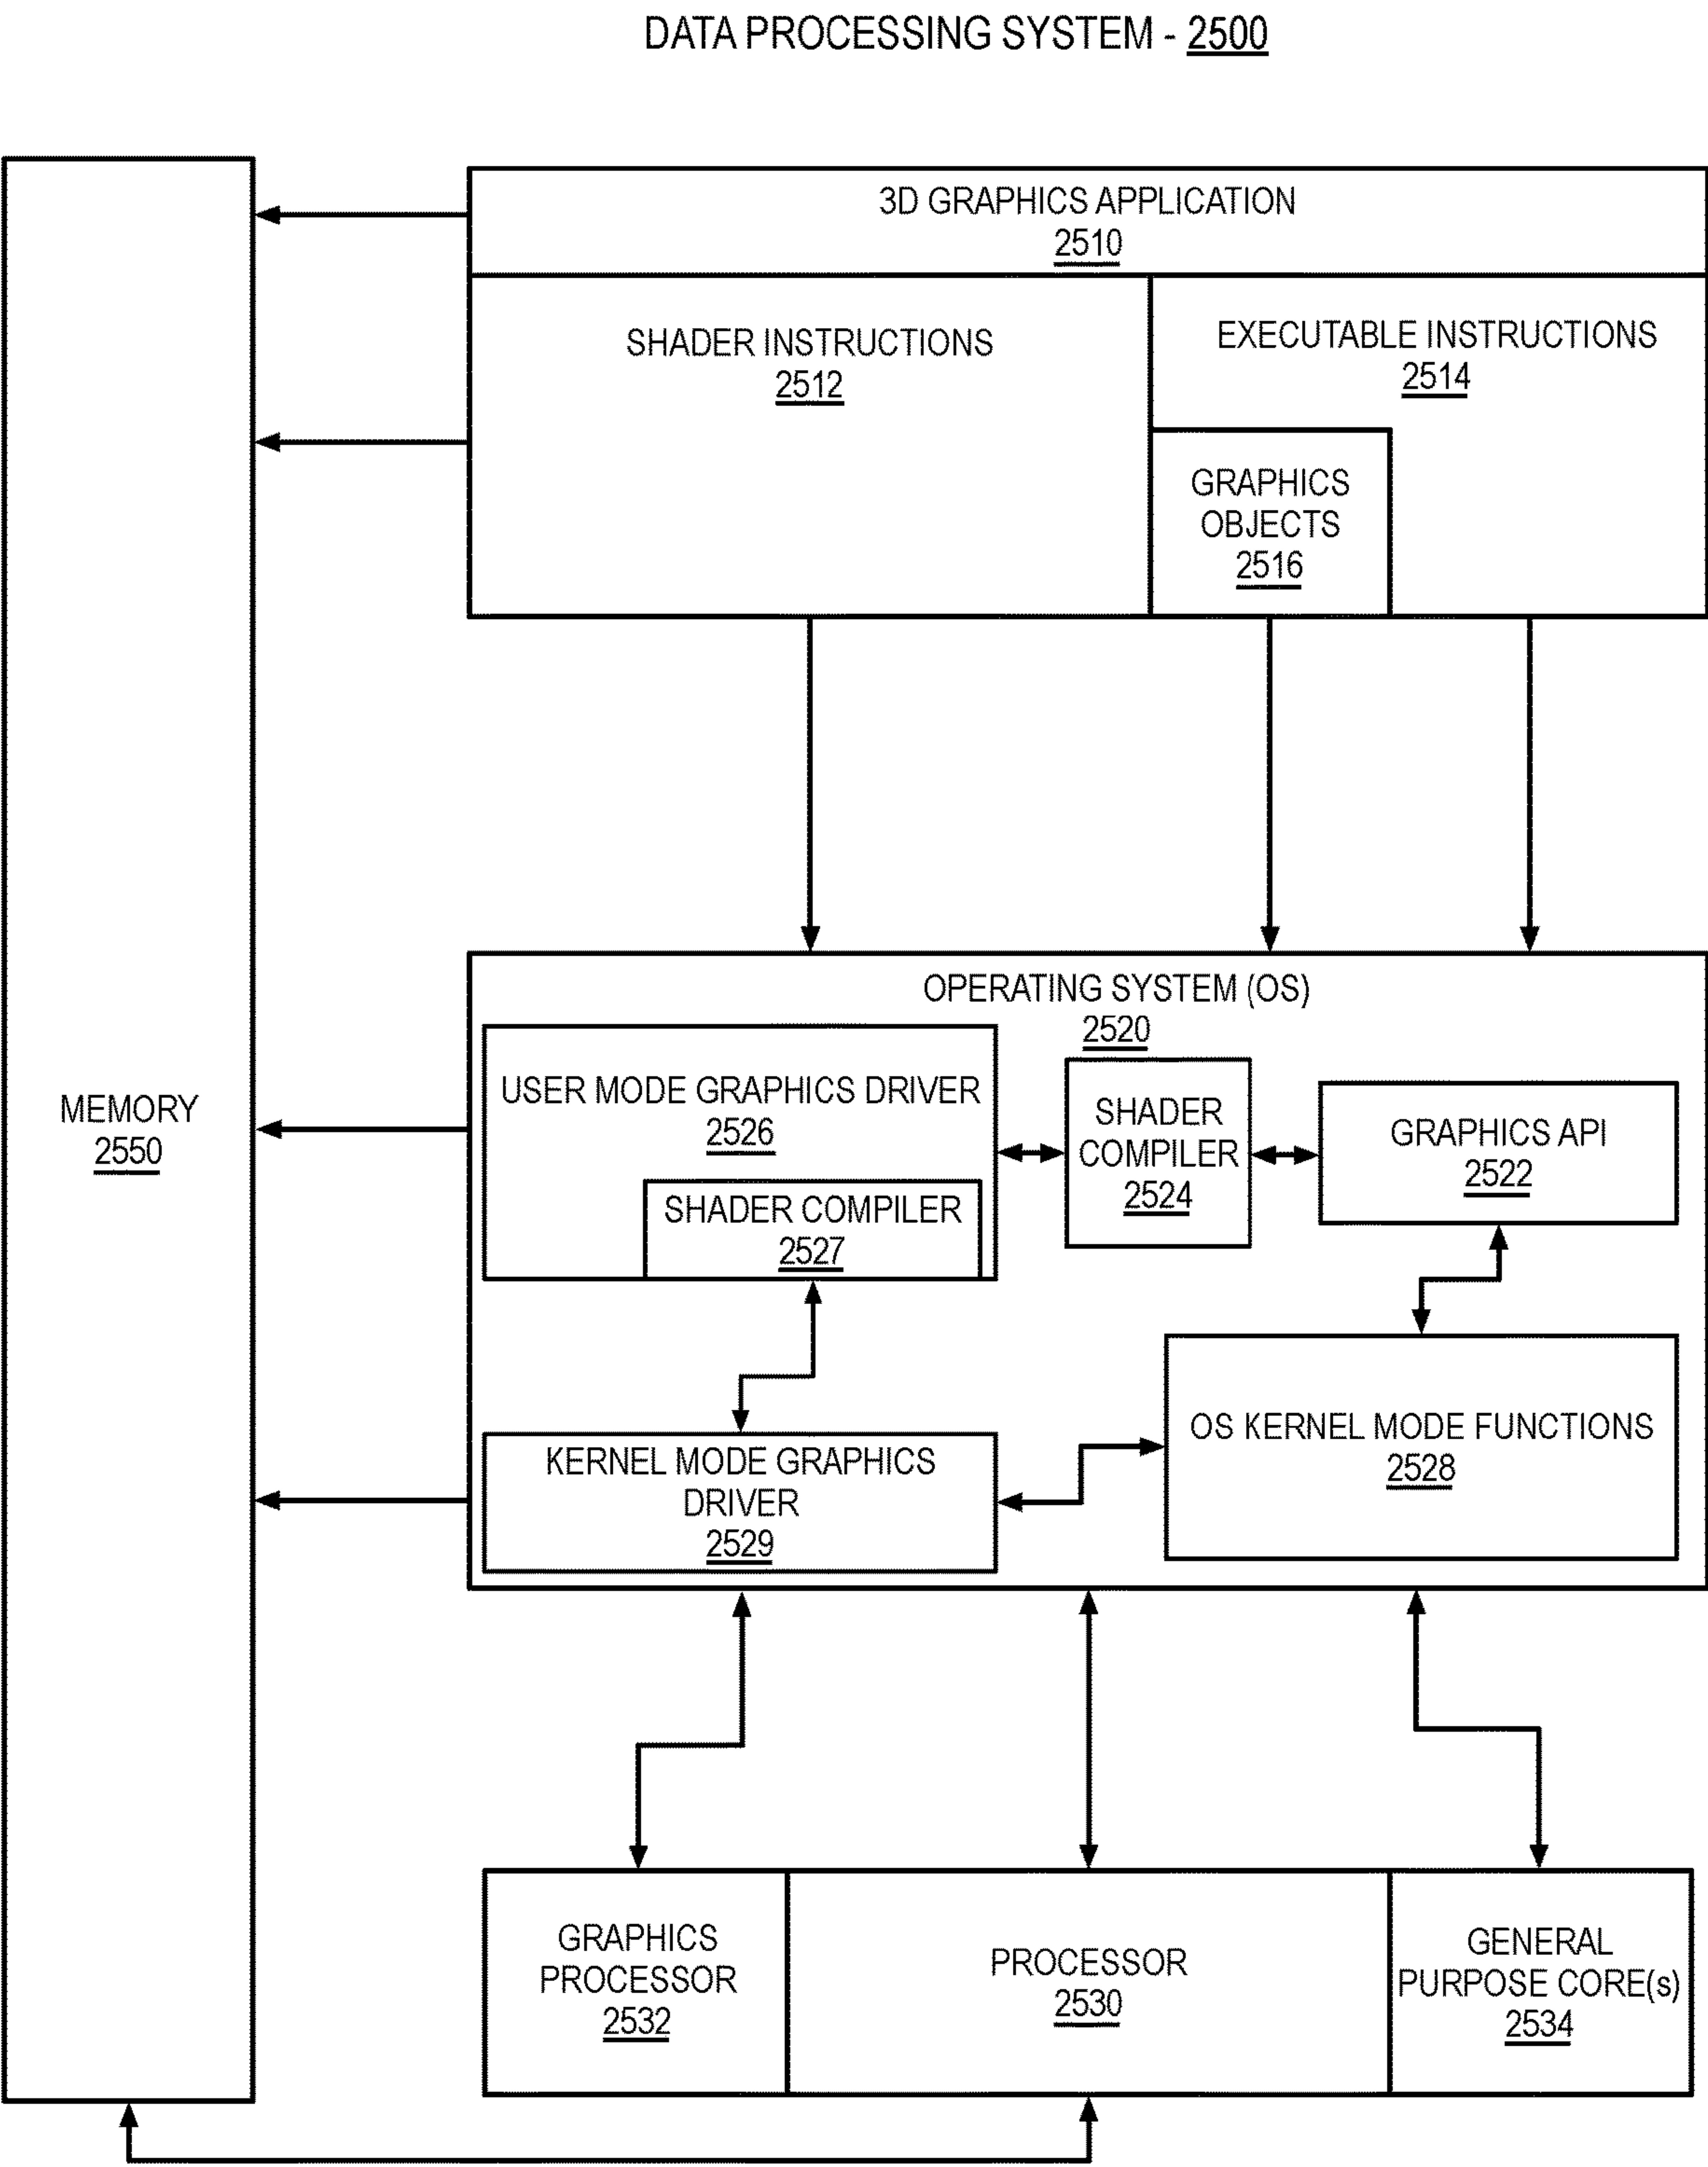 DATA PROCESSING SYSTEM - 2500
3D GRAPHICS APPLICATION
2510
SHADER INSTRUCTIONS
2512
EXECUTABLE INSTRUCTIONS
2514
GRAPHICS
OBJECTS
2516
MEMORY
2550
OPERATING SYSTEM (OS)
2520
USER MODE GRAPHICS DRIVER
2526
SHADER COMPILER
2527
SHADER
COMPILER
2524
GRAPHICS API
2522
KERNEL MODE GRAPHICS
DRIVER
2529
OS KERNEL MODE FUNCTIONS
2528
GRAPHICS
PROCESSOR
2532
PROCESSOR
2530
GENERAL
PURPOSE CORE(s)
2534